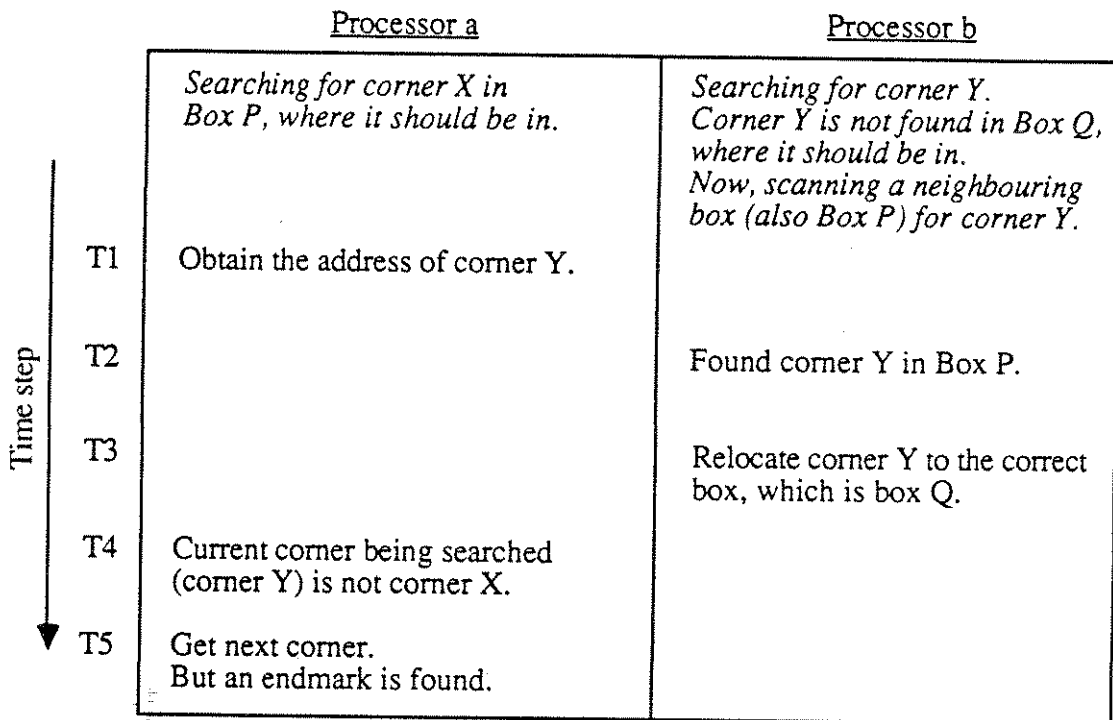 Processor a
Processor b
Searching for corner X in
Box P, where it should be in.
Searching for corner Y.
Corner Y is not found in Box Q,
where it should be in.
Now, scanning a neighbouring
box (also Box P) for corner Y.
Time step
T1
Obtain the address of corner Y.
T2
Found corner Y in Box P.
T3
Relocate corner Y to the correct
box, which is box Q.
T4
Current corner being searched
(corner Y) is not corner X.
T5
Get next corner.
But an endmark is found.